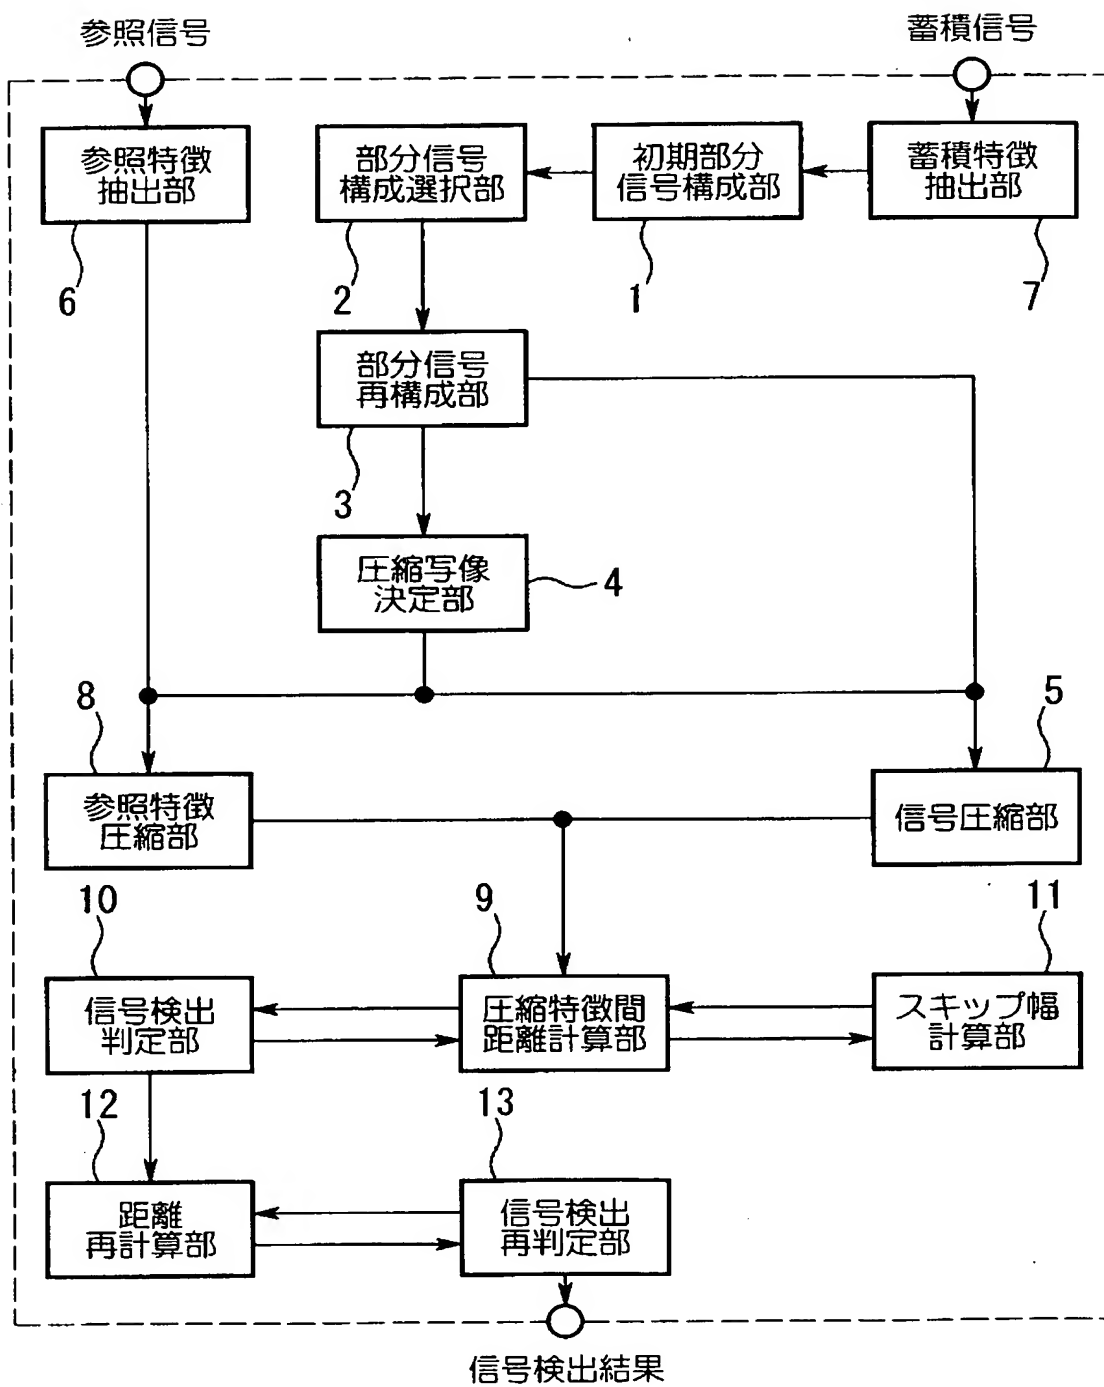 参照信号
蓄積信号
参照特徴
抽出部
部分信号
構成選択部
初期部分
信号構成部
蓄積特徴
抽出部
6
2
1
7
部分信号
再構成部
3
圧縮写像
決定部
4
8
5
参照特徴
圧縮部
信号圧縮部
10
9
11
信号検出
判定部
圧縮特徴間
距離計算部
スキップ幅
計算部
12
13
距離
再計算部
信号検出
再判定部
信号検出結果